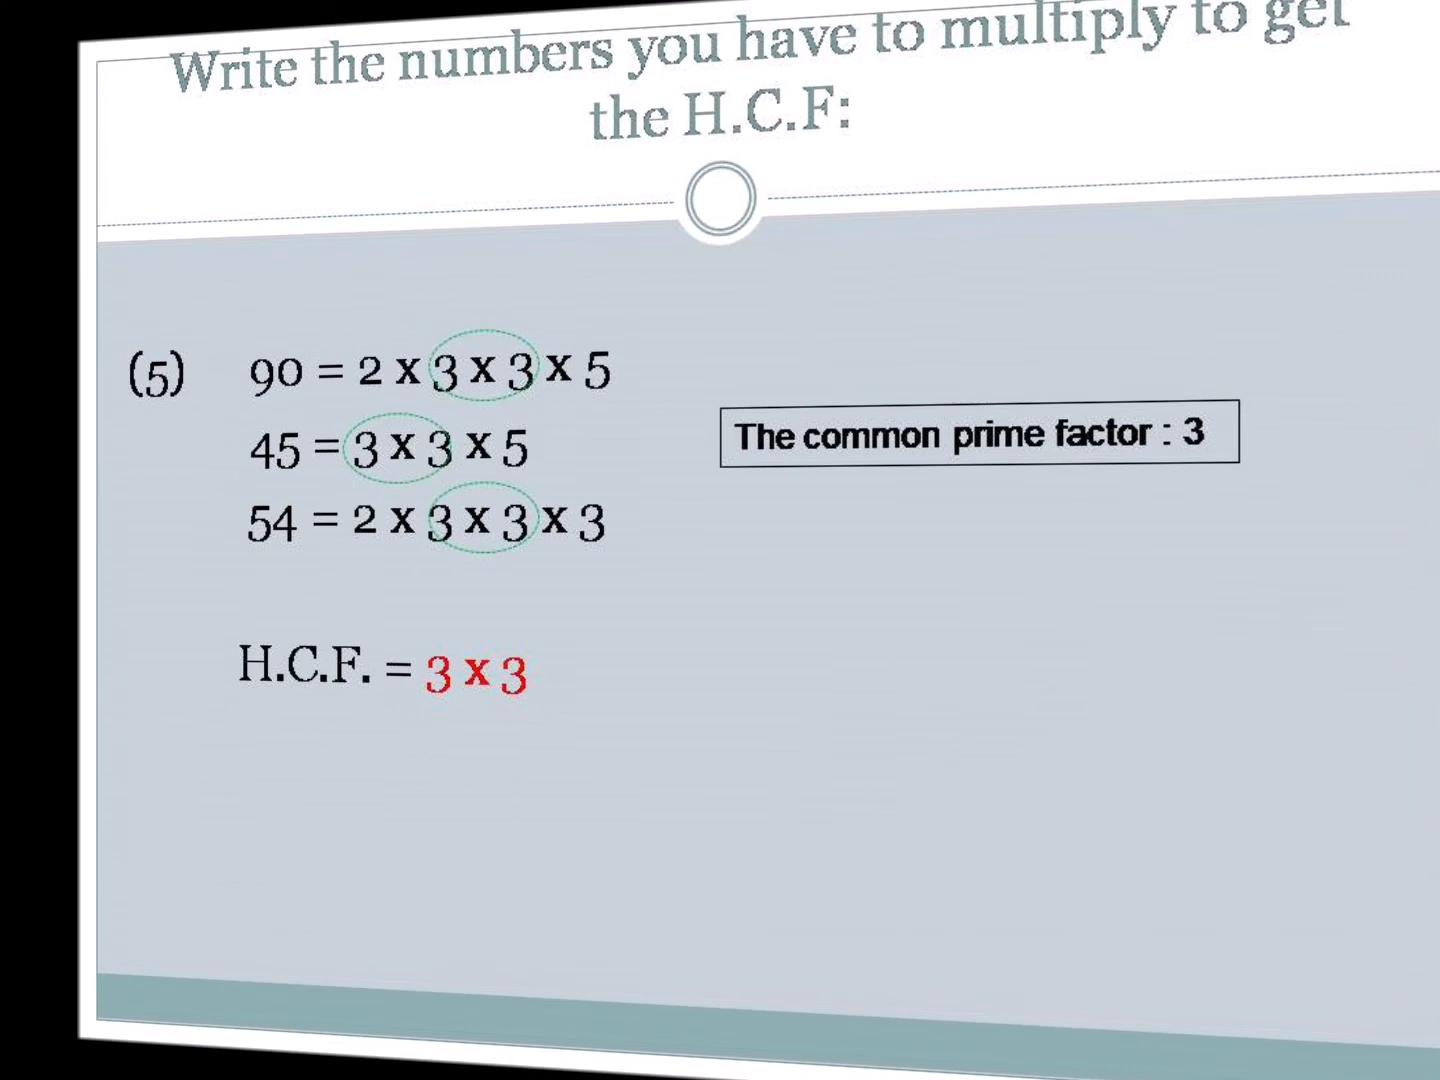 Write the numbers you have to multiply to get
the H.C.F:
(5) 90 = 2 x 3 x 3 x 5
45 = 3 x 3 x 5
The common prime factor : 3
54 = 2 x 3 x 3 x 3
H.C.F. = 3 x 3